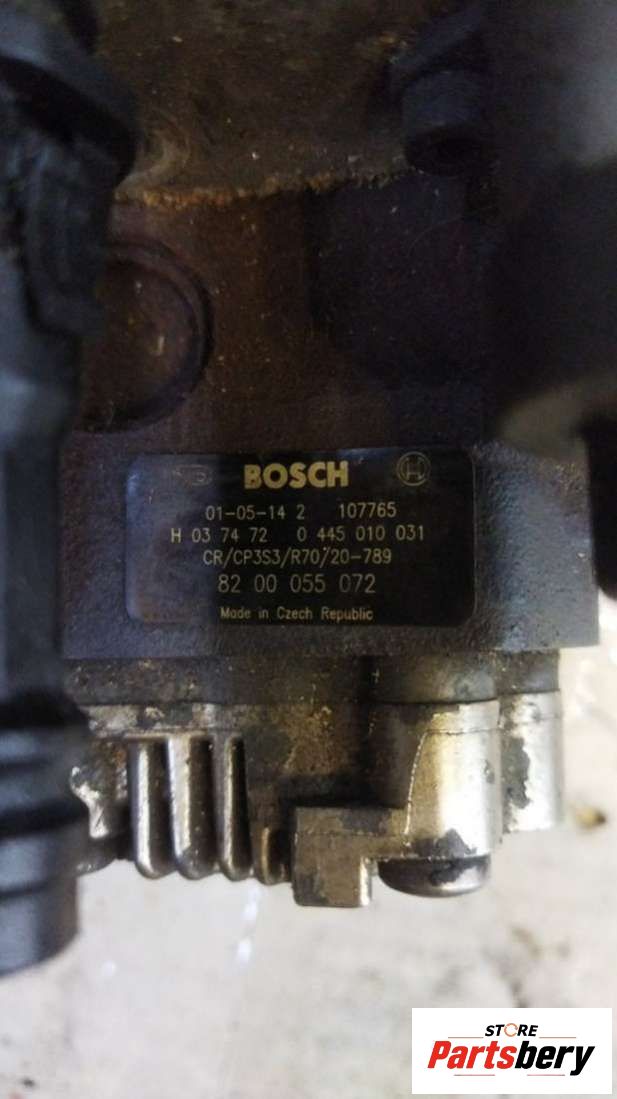 BOSCH
01-05-14 2 107765
H 03 74 72 0 445 010 031
CR/CP3S3/R70/20-789
82 00 055 072
Made in Czech Republic
STORE
Partsbery